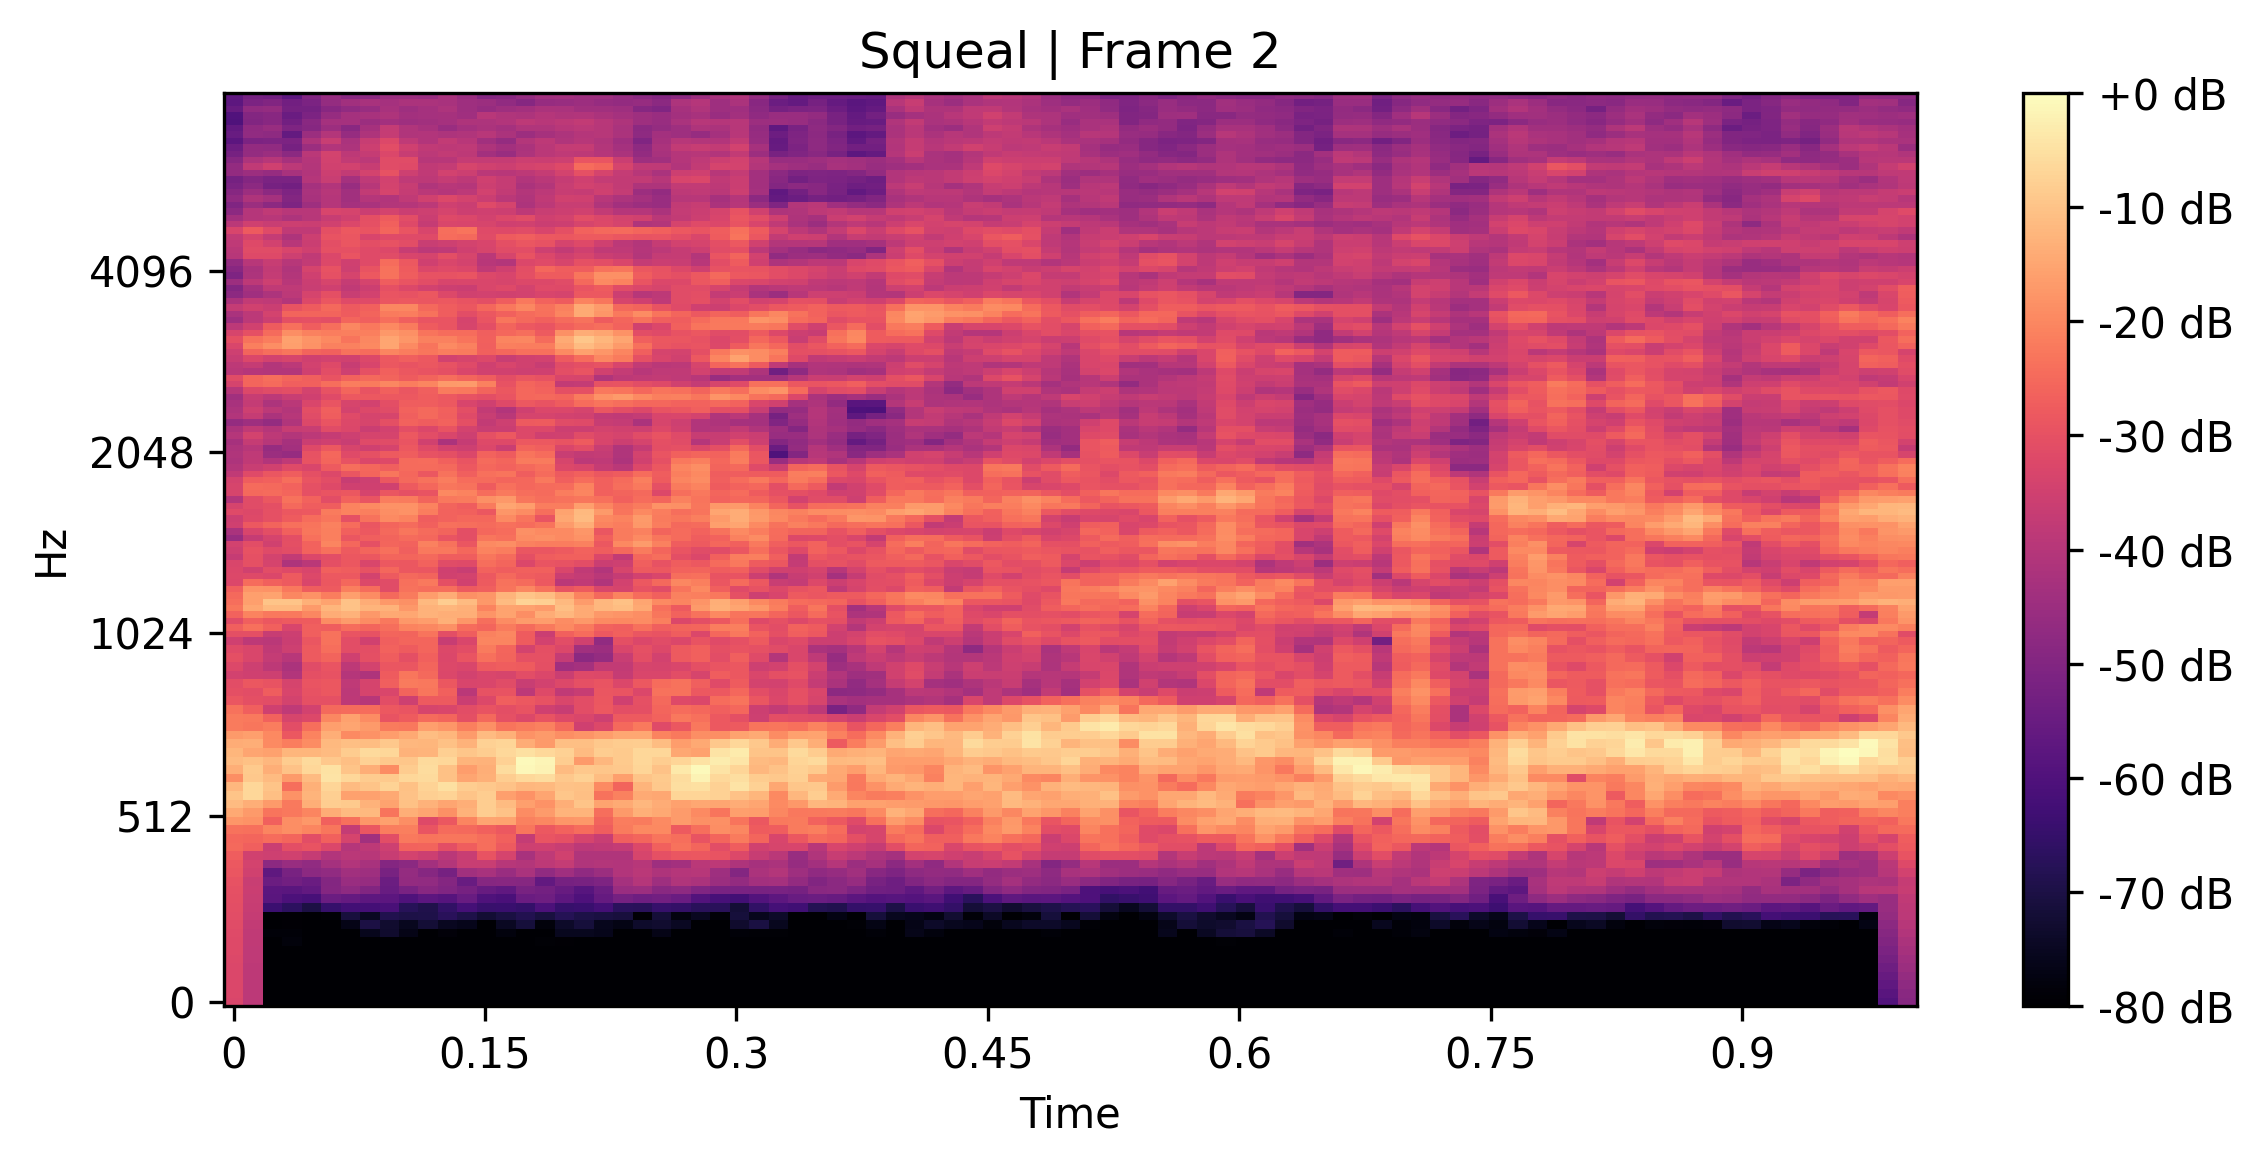 Squeal | Frame 2
Hz
4096
2048
1024
512
0
0 0.15 0.3 0.45 0.6 0.75 0.9
Time
+0 dB
-10 dB
-20 dB
-30 dB
-40 dB
-50 dB
-60 dB
-70 dB
-80 dB